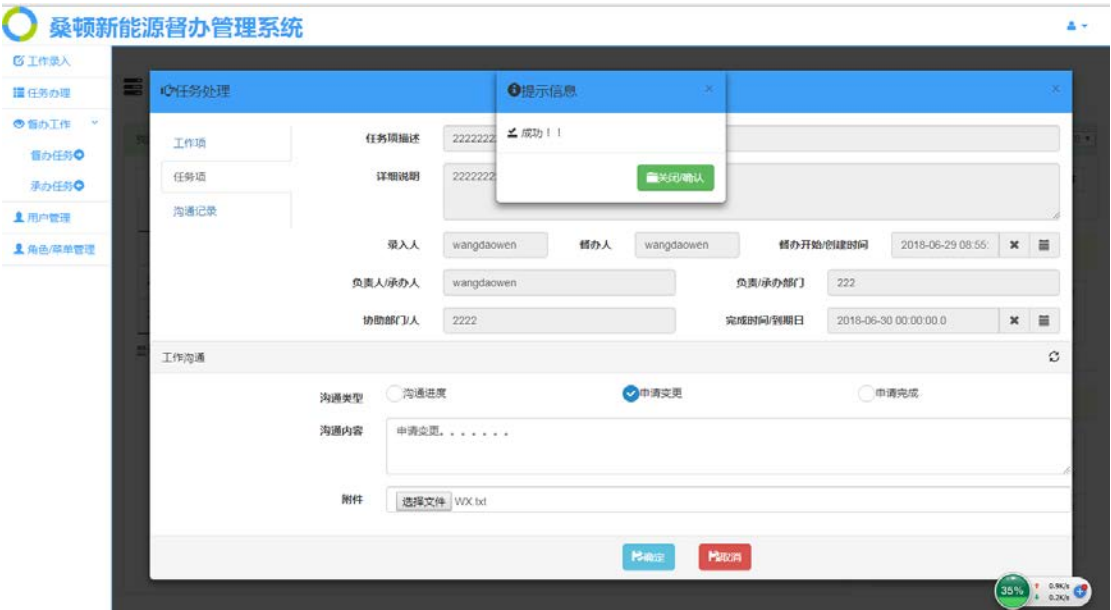 桑顿新能源督办管理系统
工作录入
任务办理
督办工作
督办任务
承办任务
用户管理
角色/菜单管理
任务处理
×
提示信息
×
成功！！
关闭/确认
工作项
任务项
沟通记录
任务项描述 2222222
详细说明 2222222
录入人 wangdaowen 督办人 wangdaowen 督办开始/创建时间 2018-06-29 08:55:
负责人/承办人 wangdaowen 负责/承办部门 222
协助部门/人 2222 完成时间/到期日 2018-06-30 00:00:00.0
工作沟通
沟通类型 沟通进度 申请变更 申请完成
沟通内容 申请变更．．．．．．．
附件 选择文件 WX.txt
确定 取消
35% 0.9K/s
0.2K/s